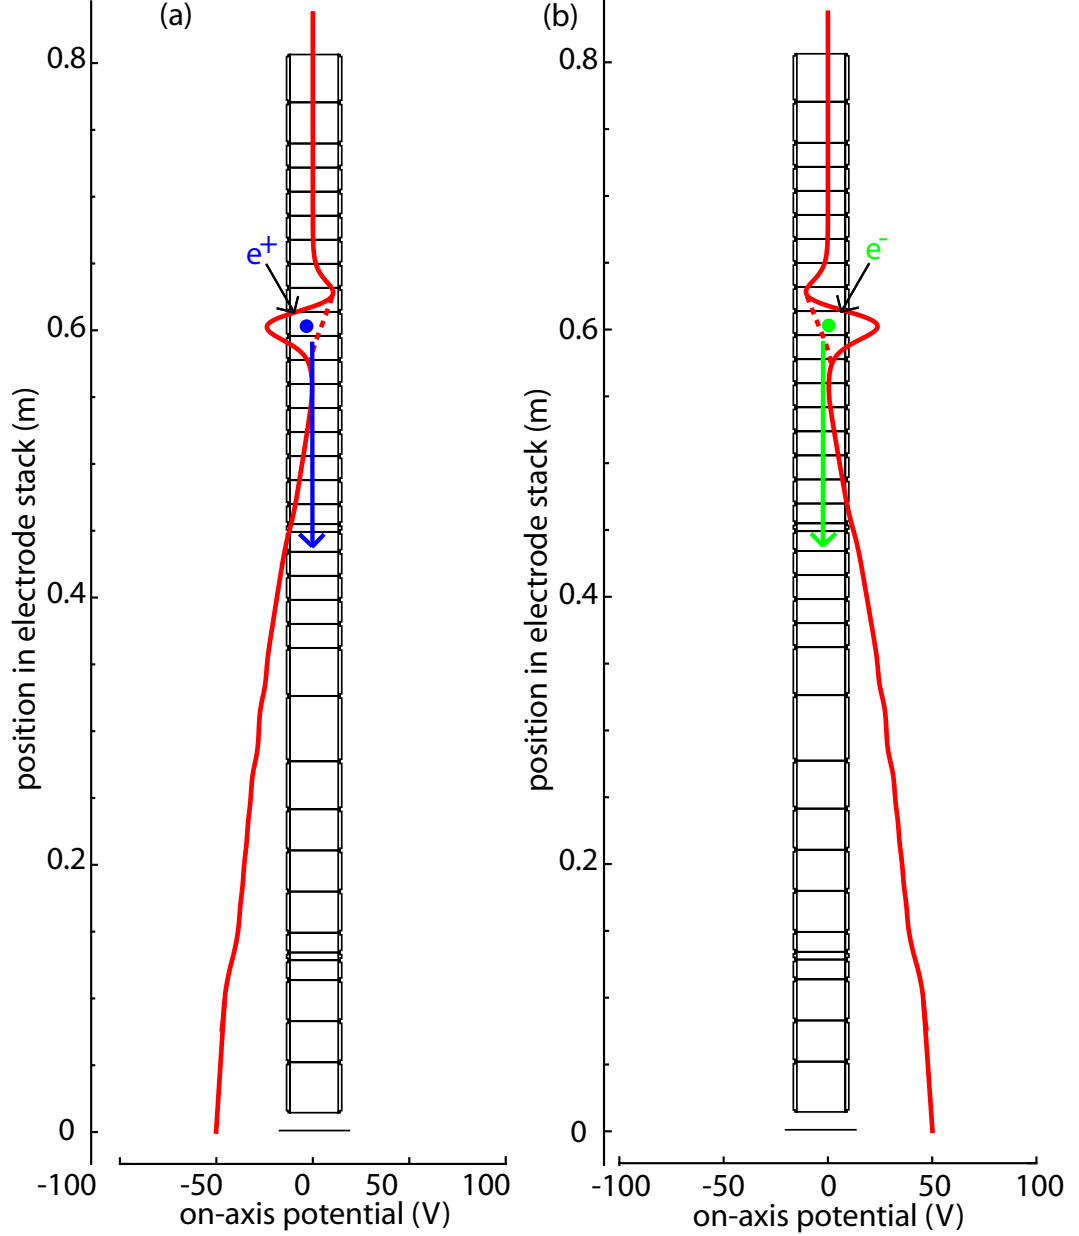 (a)
(b)
0.8
0.6
0.4
0.2
0
position in electrode stack (m)
e+
-100
-50
0
50
100
on-axis potential (V)
0.8
0.6
0.4
0.2
0
position in electrode stack (m)
e-
-100
-50
0
50
100
on-axis potential (V)